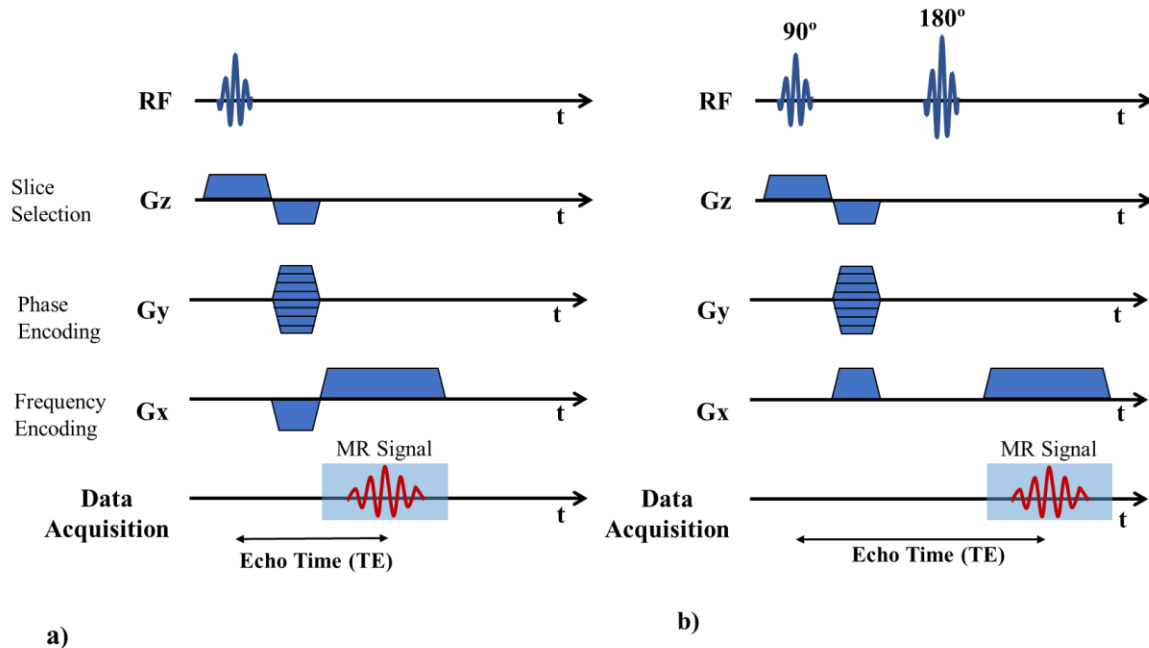 RF
t
Slice
Selection
Gz
t
Phase
Encoding
Gy
t
Frequency
Encoding
Gx
t
MR Signal
Data
Acquisition
t
Echo Time (TE)
a)
90º
180º
RF
t
Gz
t
Gy
t
Gx
t
MR Signal
Data
Acquisition
t
Echo Time (TE)
b)